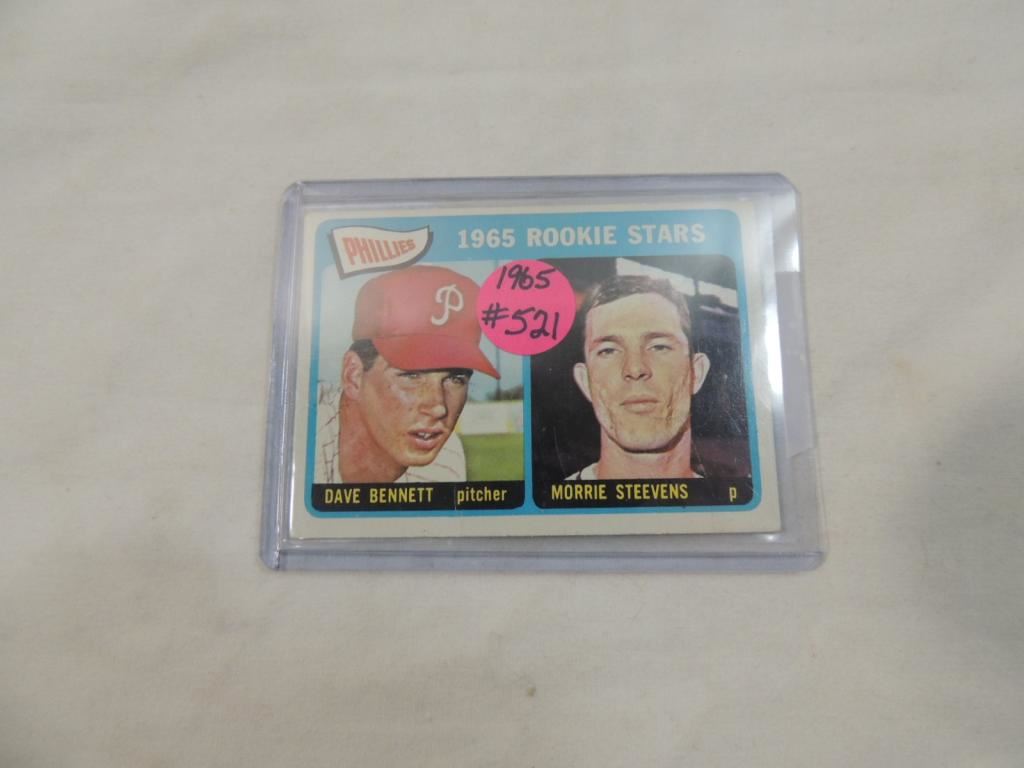 PHILLIES
1965 ROOKIE STARS
1965
#521
P
DAVE BENNETT pitcher
MORRIE STEEVENS p